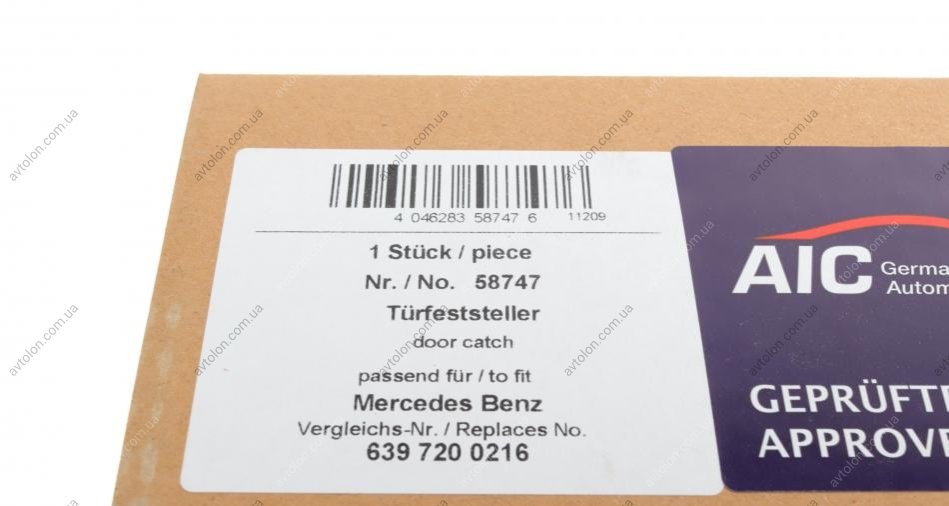 4 046283 58747 6 11209
1 Stück / piece
Nr. / No. 58747
Türfeststeller
door catch
passend für / to fit
Mercedes Benz
Vergleichs-Nr. / Replaces No.
639 720 0216
AIC
Germa
Autom
GEPRÜFTE
APPROVE
avtolon.com.ua